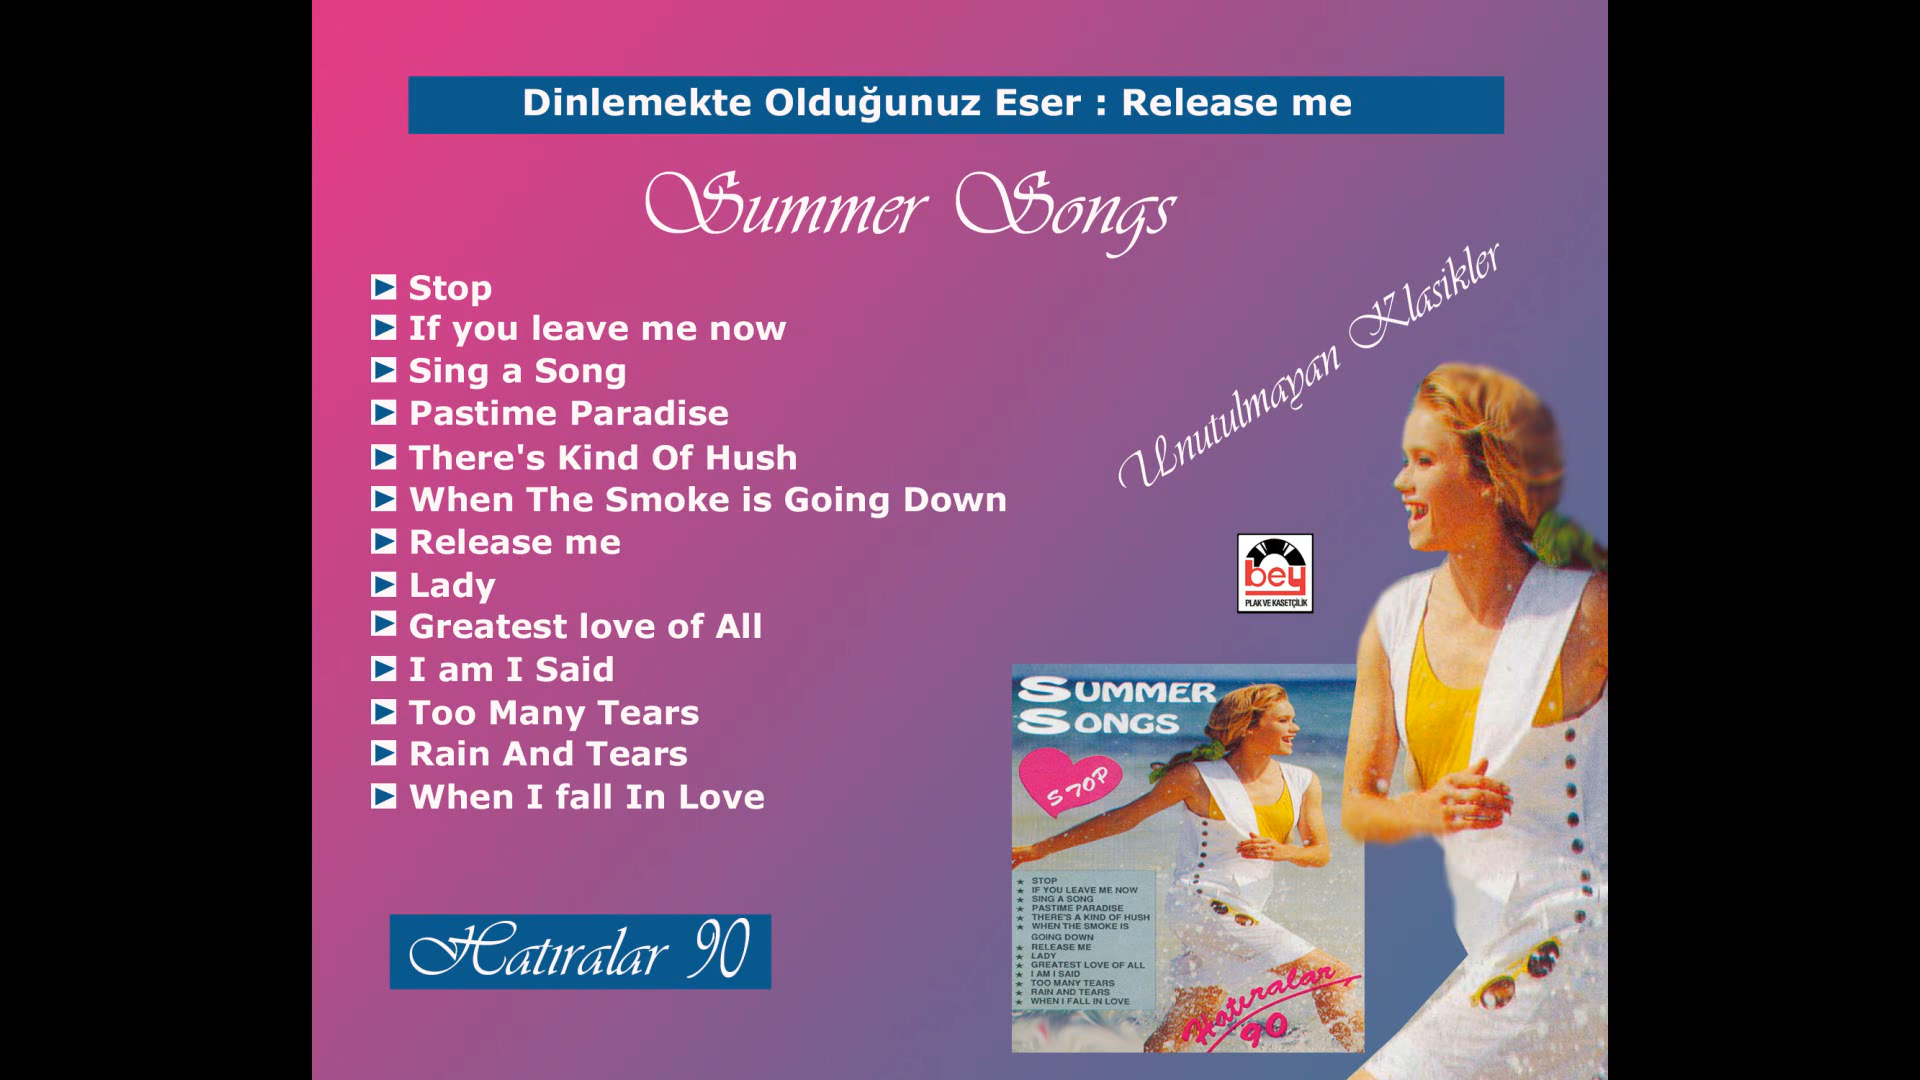 Dinlemekte Olduğunuz Eser : Release me
Summer Songs
Unutulmayan Klasikler
Stop
If you leave me now
Sing a Song
Pastime Paradise
There's Kind Of Hush
When The Smoke is Going Down
Release me
Lady
Greatest love of All
I am I Said
Too Many Tears
Rain And Tears
When I fall In Love
Hatıralar 90
bey
PLAK VE KASETÇİLİK
SUMMER
SONGS
STOP
STOP
IF YOU LEAVE ME NOW
SING A SONG
PASTIME PARADISE
THERE'S A KIND OF HUSH
WHEN THE SMOKE IS
GOING DOWN
RELEASE ME
LADY
GREATEST LOVE OF ALL
I AM I SAID
TOO MANY TEARS
RAIN AND TEARS
WHEN I FALL IN LOVE
Hatıralar
90